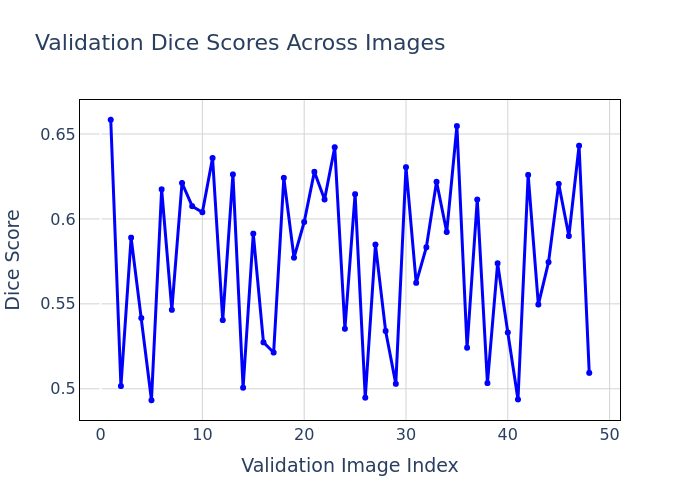 Validation Dice Scores Across Images
Dice Score
0.65
0.6
0.55
0.5
0 10 20 30 40 50
Validation Image Index